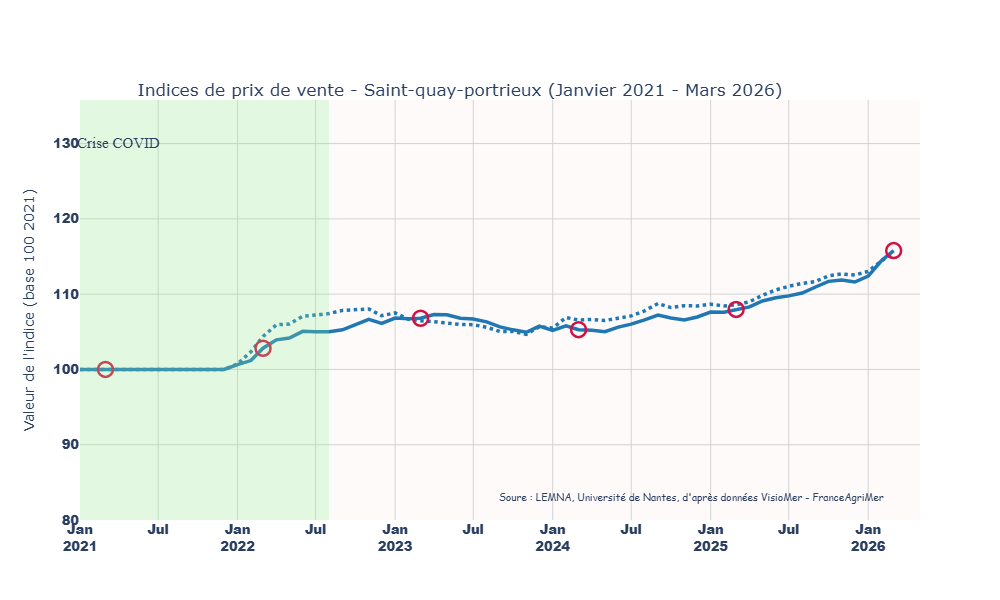 Indices de prix de vente - Saint-quay-portrieux (Janvier 2021 - Mars 2026)
Valeur de l'indice (base 100 2021)
130
Crise COVID
120
110
100
90
80
Soure : LEMNA, Université de Nantes, d'après données VisioMer - FranceAgriMer
Jan Jul Jan Jul Jan Jul Jan Jul Jan Jul Jan
2021 2022 2023 2024 2025 2026